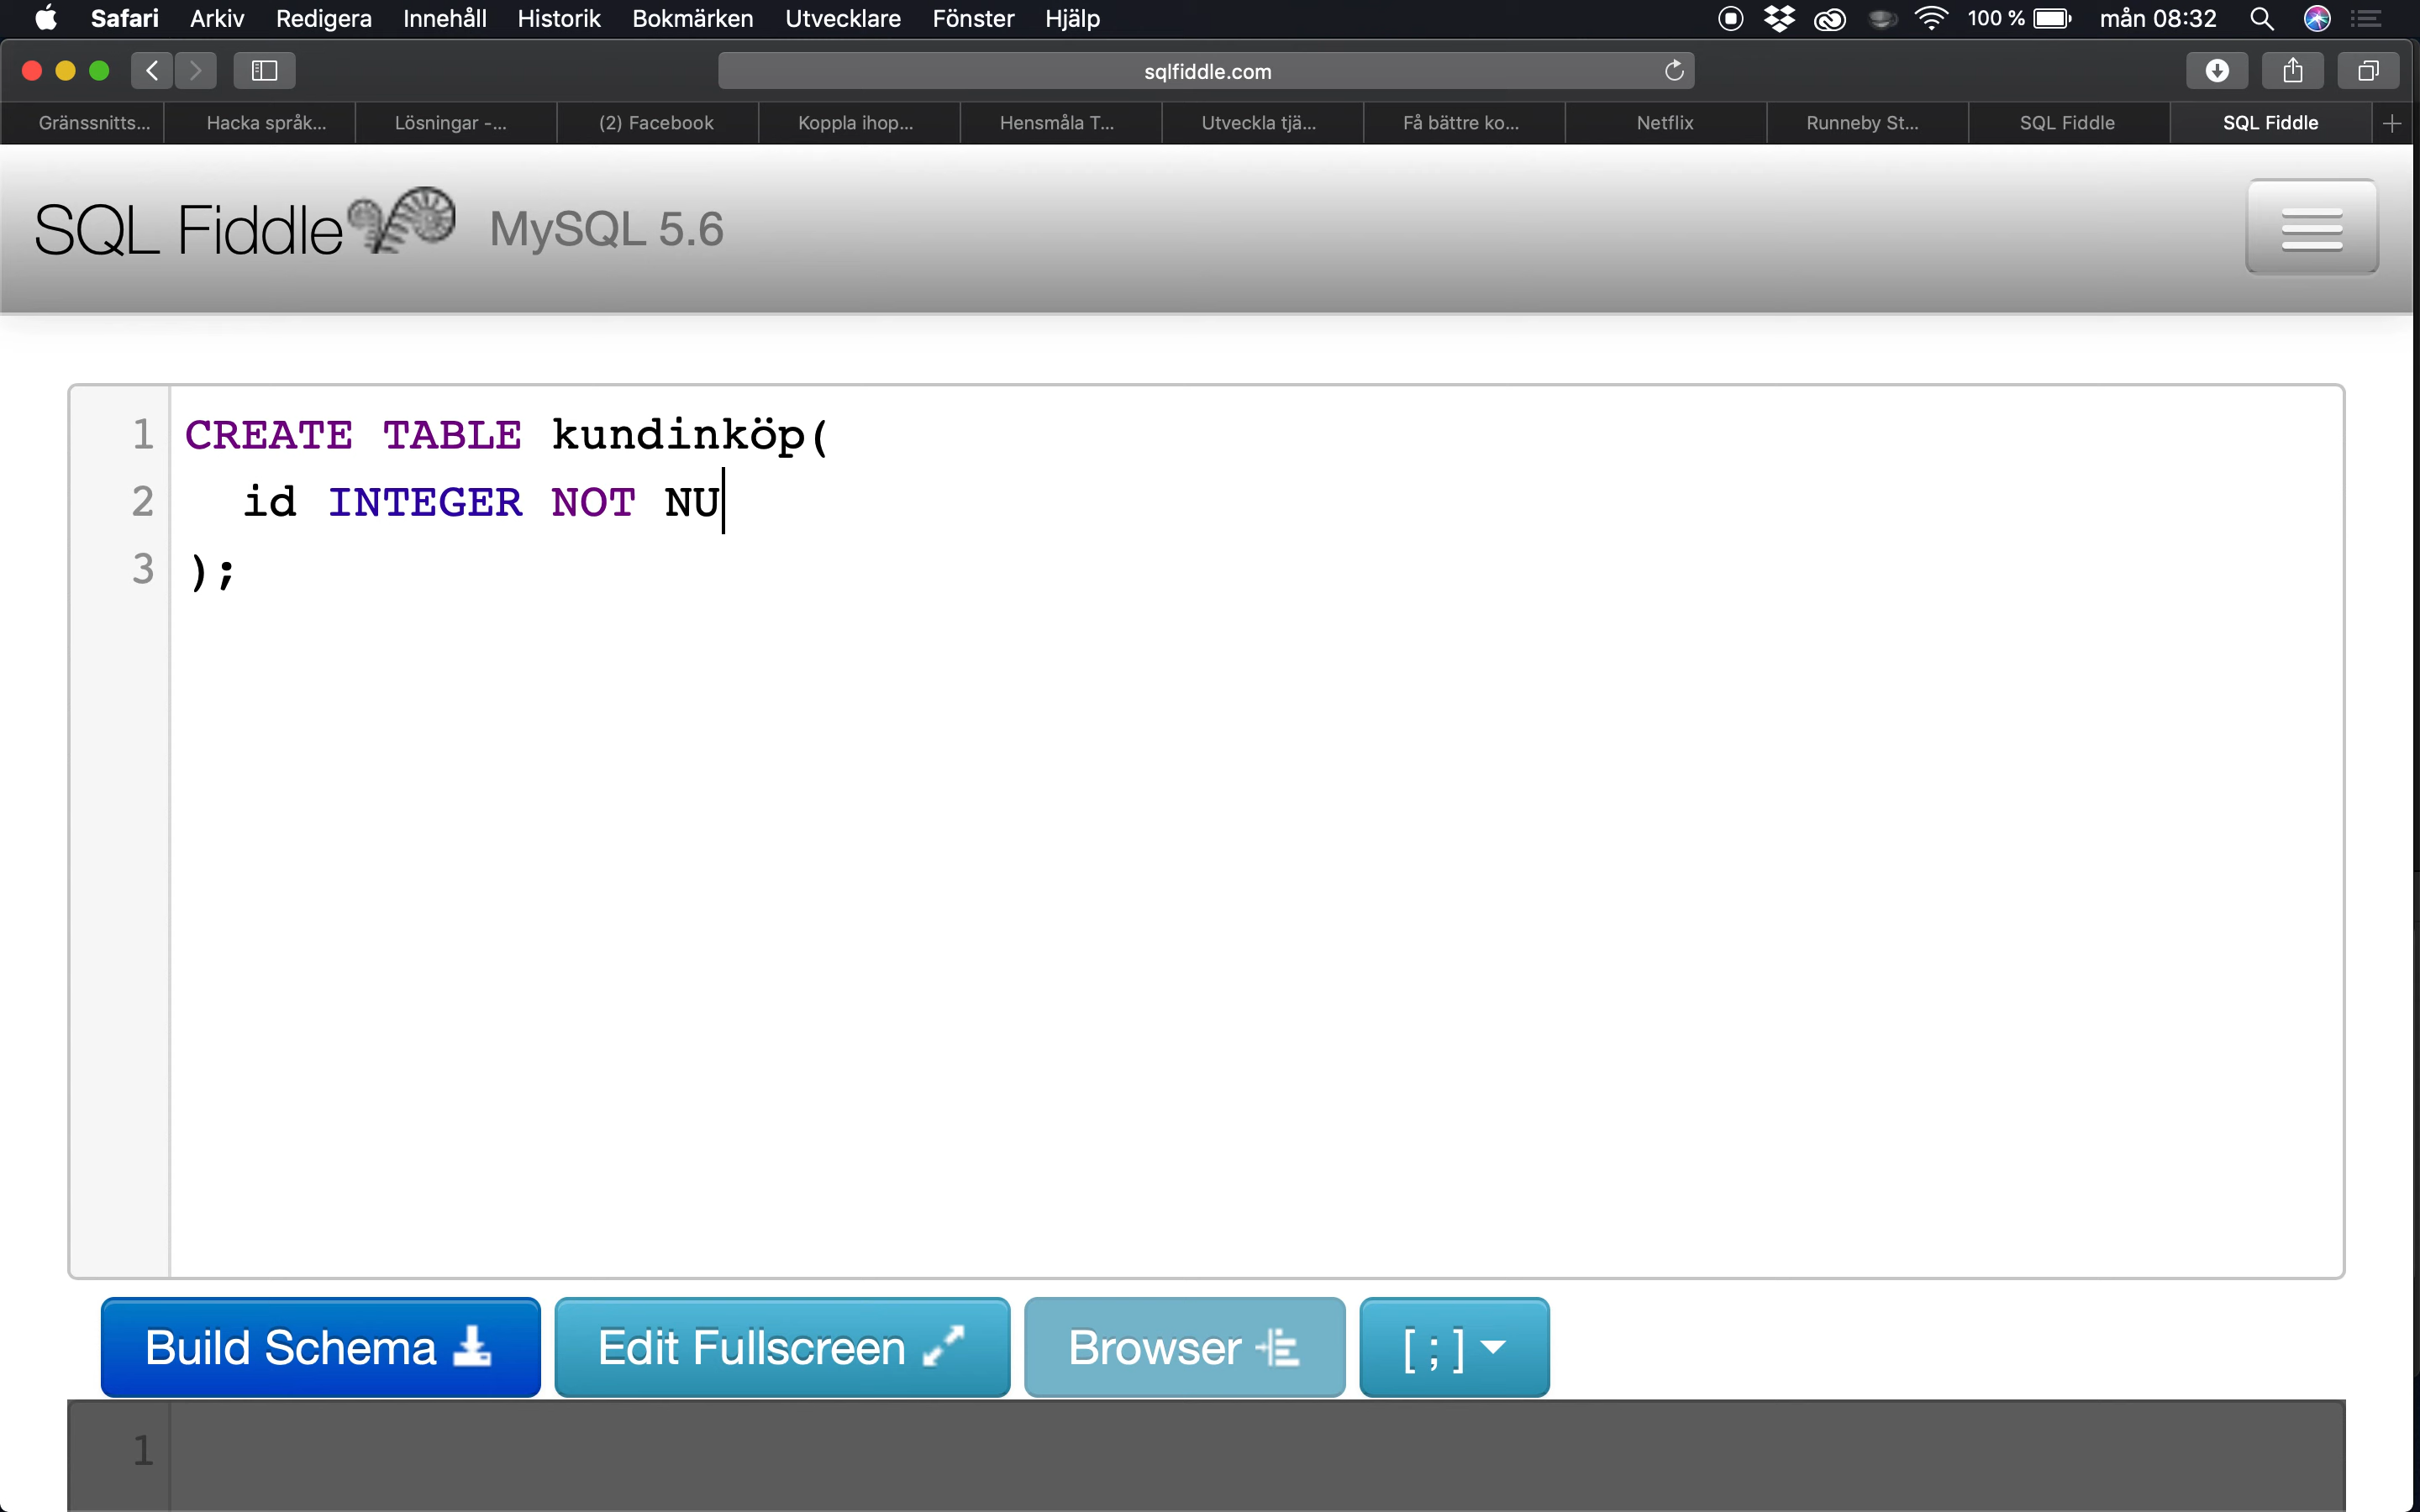 Safari Arkiv Redigera Innehåll Historik Bokmärken Utvecklare Fönster Hjälp 100 % mån 08:32
sqlfiddle.com
Gränssnitts... Hacka språk... Lösningar -... (2) Facebook Koppla ihop... Hensmåla T... Utveckla tjä... Få bättre ko... Netflix Runneby St... SQL Fiddle SQL Fiddle
SQL Fiddle MySQL 5.6
1 CREATE TABLE kundinköp(
2 id INTEGER NOT NU
3 );
Build Schema Edit Fullscreen Browser [ ; ]
1